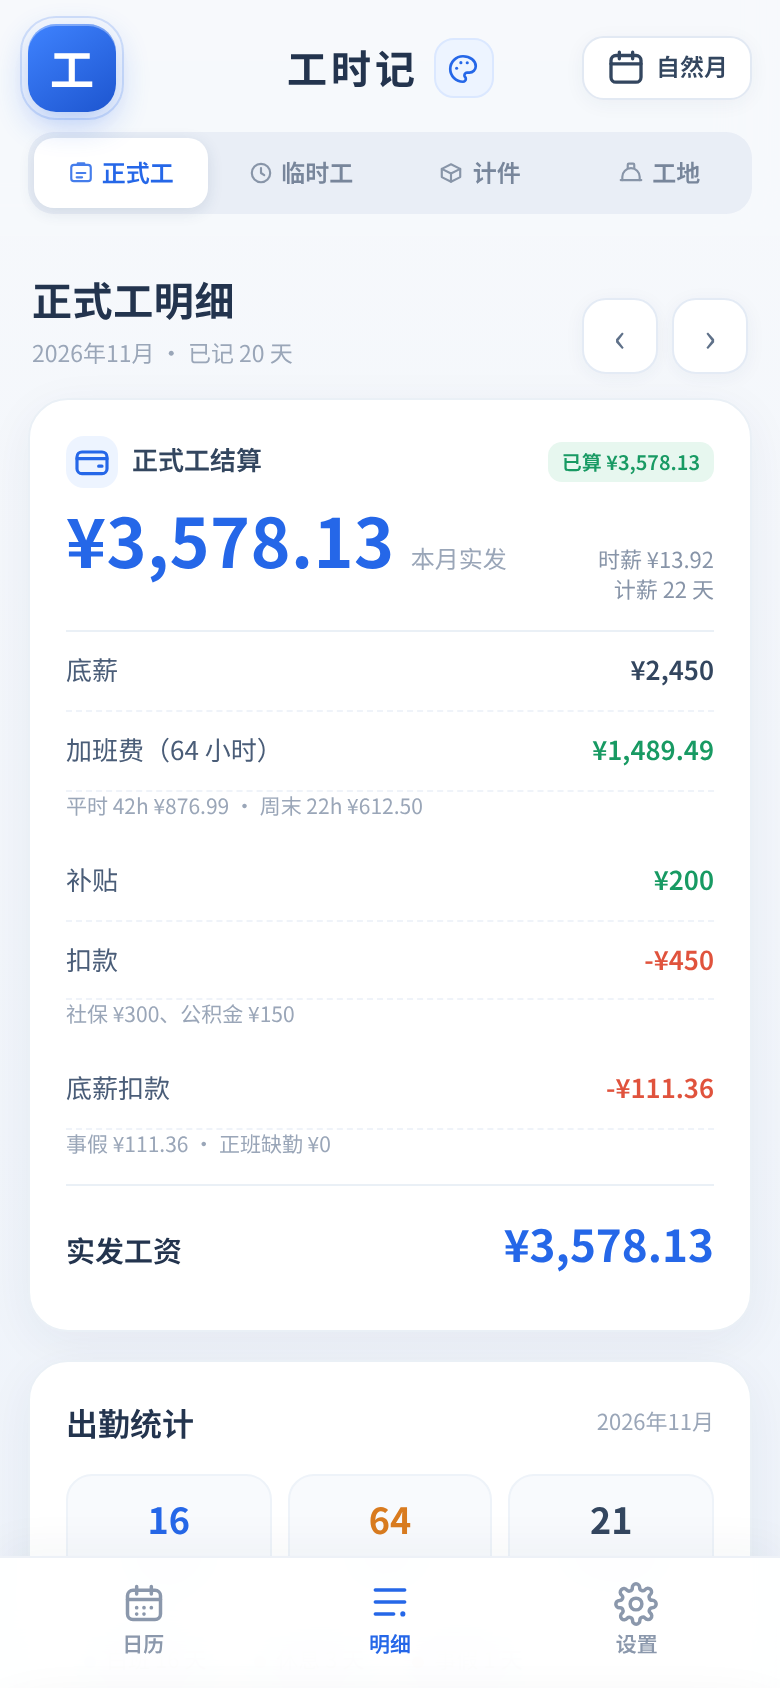 工
工时记
自然月
正式工
临时工
计件
工地
正式工明细
2026年11月 · 已记 20 天
‹
›
正式工结算
已算 ¥3,578.13
¥3,578.13 本月实发
时薪 ¥13.92
计薪 22 天
底薪 ¥2,450
加班费（64 小时） ¥1,489.49
平时 42h ¥876.99 · 周末 22h ¥612.50
补贴 ¥200
扣款 -¥450
社保 ¥300、公积金 ¥150
底薪扣款 -¥111.36
事假 ¥111.36 · 正班缺勤 ¥0
实发工资 ¥3,578.13
出勤统计 2026年11月
16 64 21
日历 明细 设置